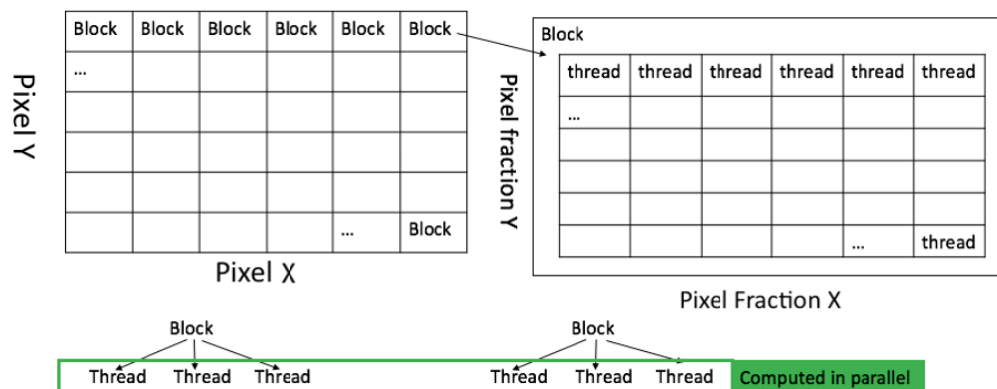 Block Block Block Block Block Block
...
... Block
Pixel Y
Pixel X
Block
thread thread thread thread thread thread
...
... thread
Pixel fraction Y
Pixel Fraction X
Block Block
Thread Thread Thread Thread Thread Thread Computed in parallel